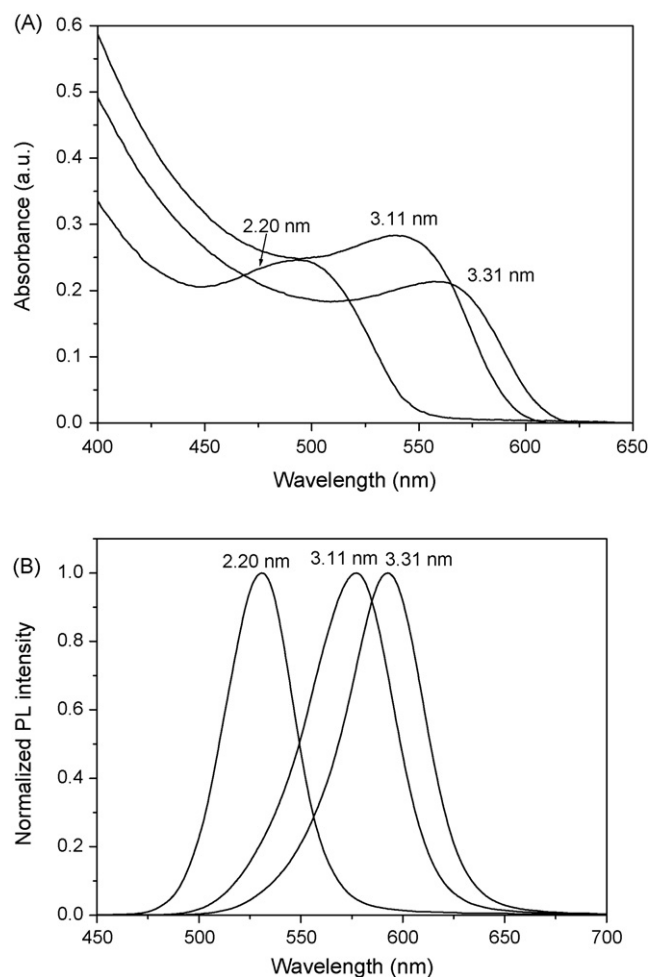 (A)
0.6
0.5
0.4
0.3
0.2
0.1
0.0
Absorbance (a.u.)
2.20 nm
3.11 nm
3.31 nm
400 450 500 550 600 650
Wavelength (nm)
(B)
2.20 nm 3.11 nm 3.31 nm
1.0
0.8
0.6
0.4
0.2
0.0
Normalized PL intensity
450 500 550 600 650 700
Wavelength (nm)